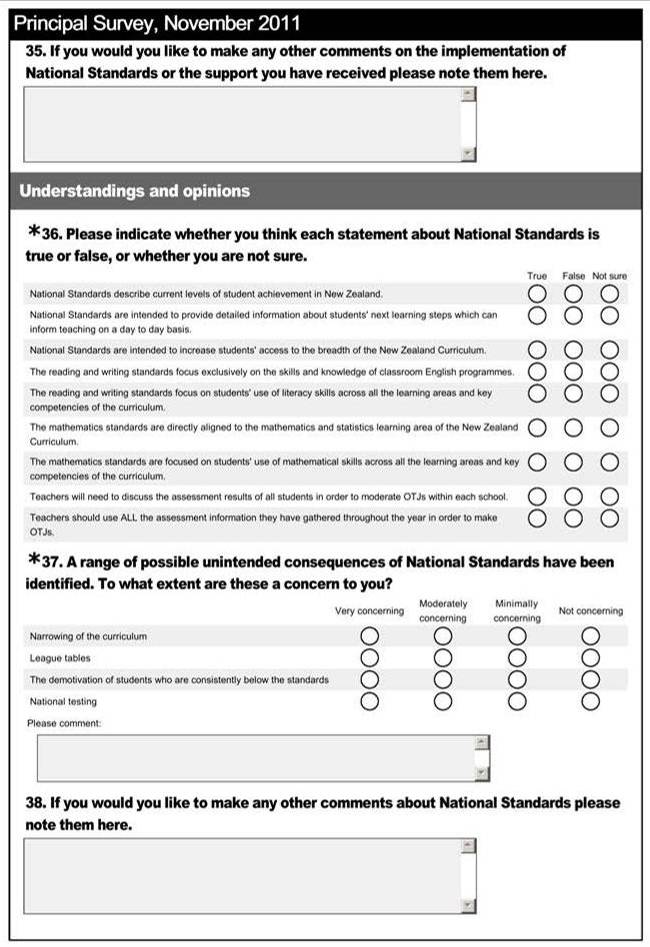 Principal Survey, November 2011
35. If you would you like to make any other comments on the implementation of
National Standards or the support you have received please note them here.
Understandings and opinions
*36. Please indicate whether you think each statement about National Standards is
true or false, or whether you are not sure.
True False Not sure
National Standards describe current levels of student achievement in New Zealand.
National Standards are intended to provide detailed information about students' next learning steps which can
inform teaching on a day to day basis.
National Standards are intended to increase students' access to the breadth of the New Zealand Curriculum.
The reading and writing standards focus exclusively on the skills and knowledge of classroom English programmes.
The reading and writing standards focus on students' use of literacy skills across all the learning areas and key
competencies of the curriculum.
The mathematics standards are directly aligned to the mathematics and statistics learning area of the New Zealand
Curriculum.
The mathematics standards are focused on students' use of mathematical skills across all the learning areas and key
competencies of the curriculum.
Teachers will need to discuss the assessment results of all students in order to moderate OTJs within each school.
Teachers should use ALL the assessment information they have gathered throughout the year in order to make
OTJs.
*37. A range of possible unintended consequences of National Standards have been
identified. To what extent are these a concern to you?
Very concerning Moderately concerning Minimally concerning Not concerning
Narrowing of the curriculum
League tables
The demotivation of students who are consistently below the standards
National testing
Please comment:
38. If you would you like to make any other comments about National Standards please
note them here.